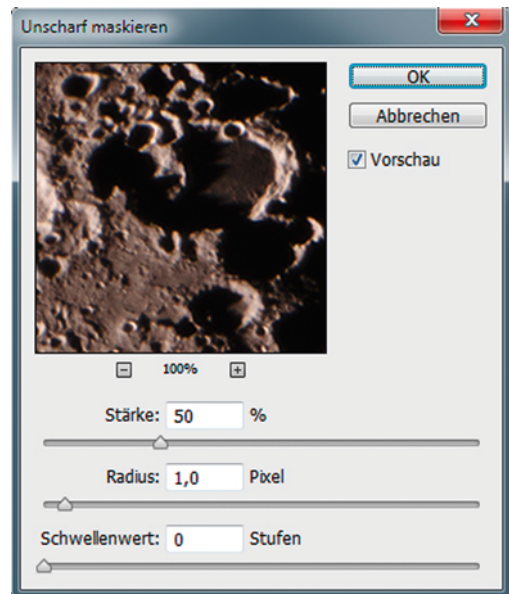 Unscharf maskieren
OK
Abbrechen
Vorschau
100%
Stärke: 50 %
Radius: 1,0 Pixel
Schwellenwert: 0 Stufen